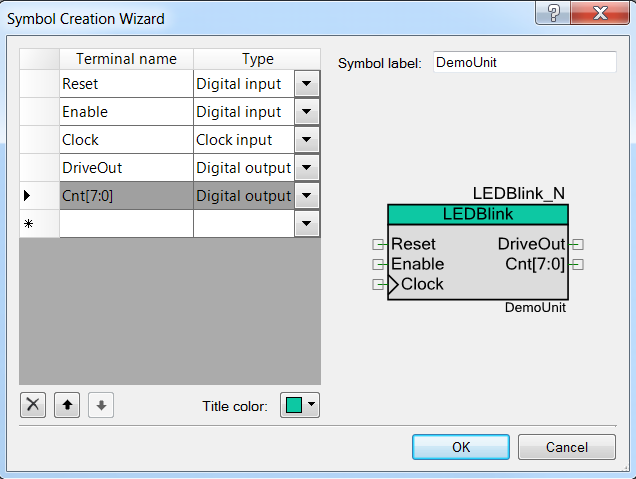 Symbol Creation Wizard
Terminal name Type
Reset Digital input
Enable Digital input
Clock Clock input
DriveOut Digital output
Cnt[7:0] Digital output
Symbol label: DemoUnit
LEDBlink_N
LEDBlink
Reset DriveOut
Enable Cnt[7:0]
Clock
DemoUnit
Title color:
OK Cancel